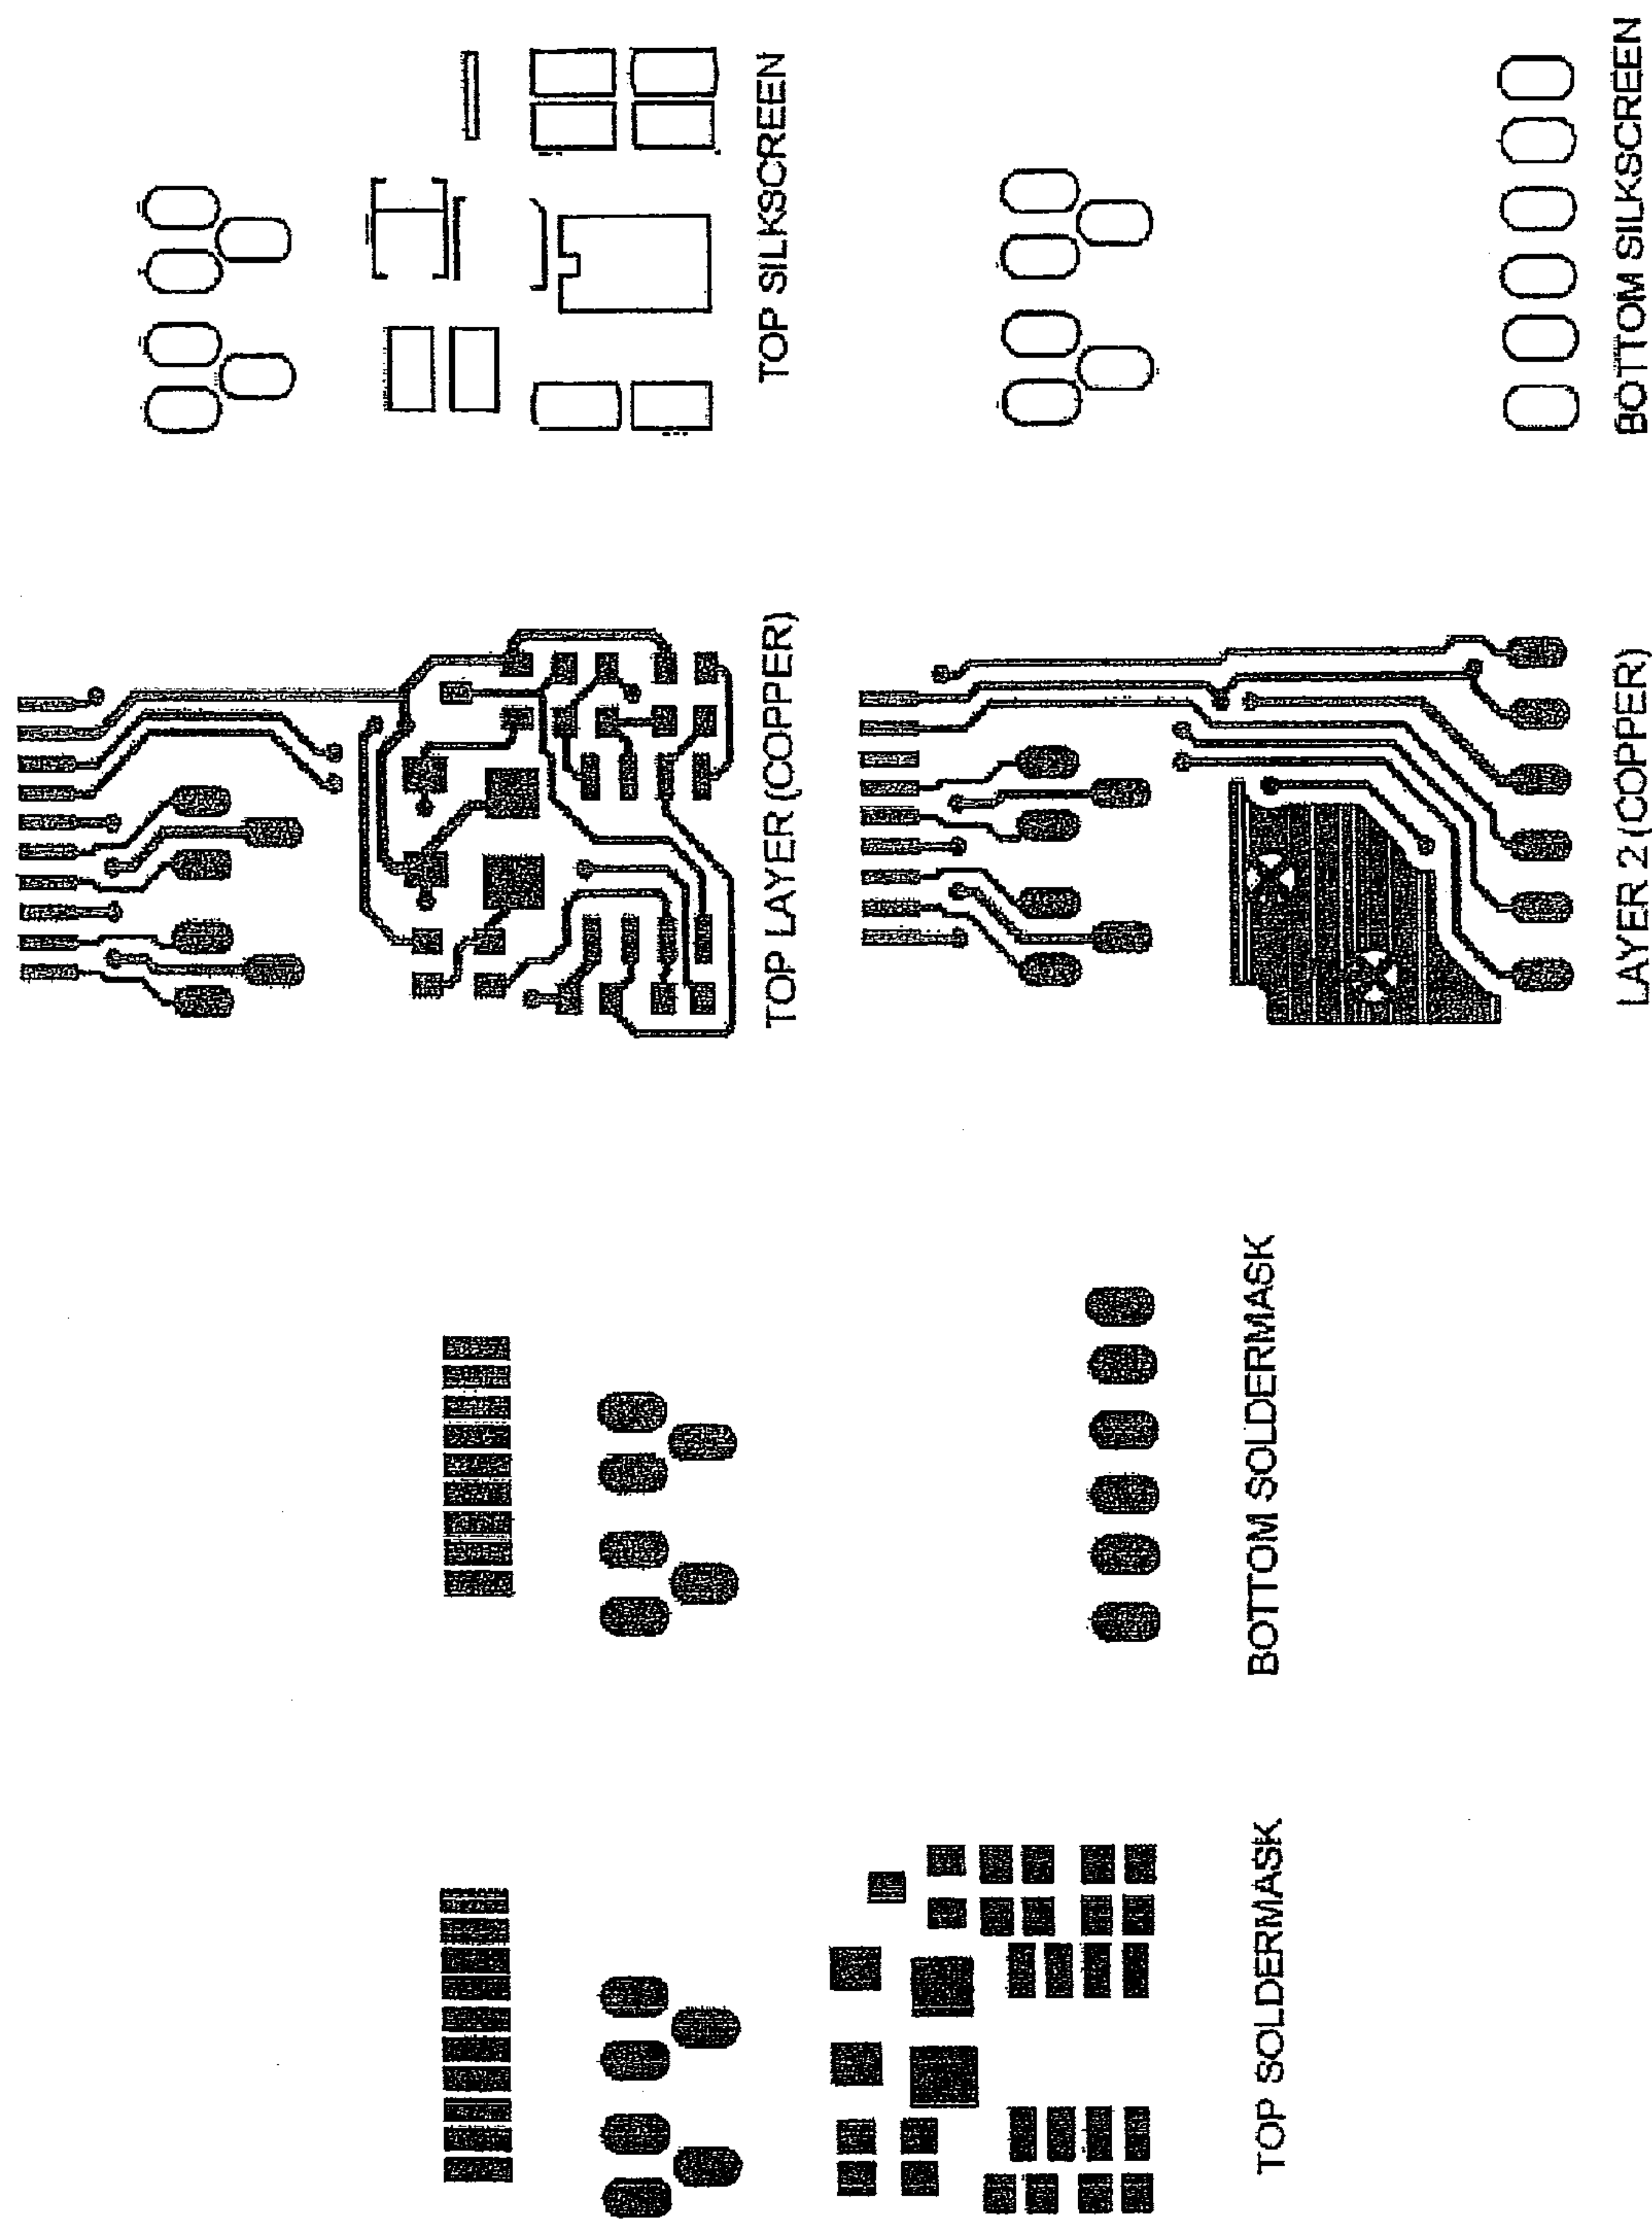 TOP SILKSCREEN
BOTTOM SILKSCREEN
TOP LAYER (COPPER)
LAYER 2 (COPPER)
BOTTOM SOLDERMASK
TOP SOLDERMASK